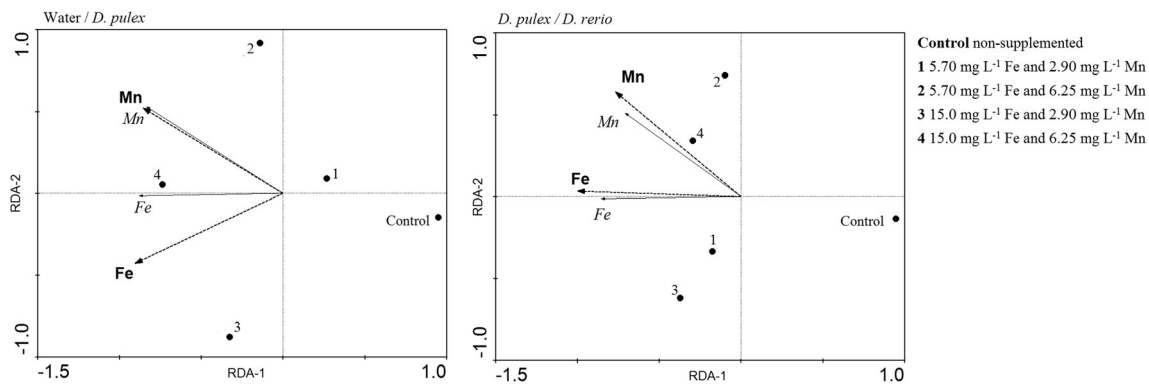 Water / D. pulex
1.0
2
Mn
Mn
4
1
Fe
Control
Fe
3
RDA-2
-1.0
-1.5
RDA-1
1.0
D. pulex / D. rerio
1.0
Mn
2
Mn
4
Fe
Fe
Control
1
3
RDA-2
-1.0
-1.5
RDA-1
1.0
Control non-supplemented
1 5.70 mg L⁻¹ Fe and 2.90 mg L⁻¹ Mn
2 5.70 mg L⁻¹ Fe and 6.25 mg L⁻¹ Mn
3 15.0 mg L⁻¹ Fe and 2.90 mg L⁻¹ Mn
4 15.0 mg L⁻¹ Fe and 6.25 mg L⁻¹ Mn